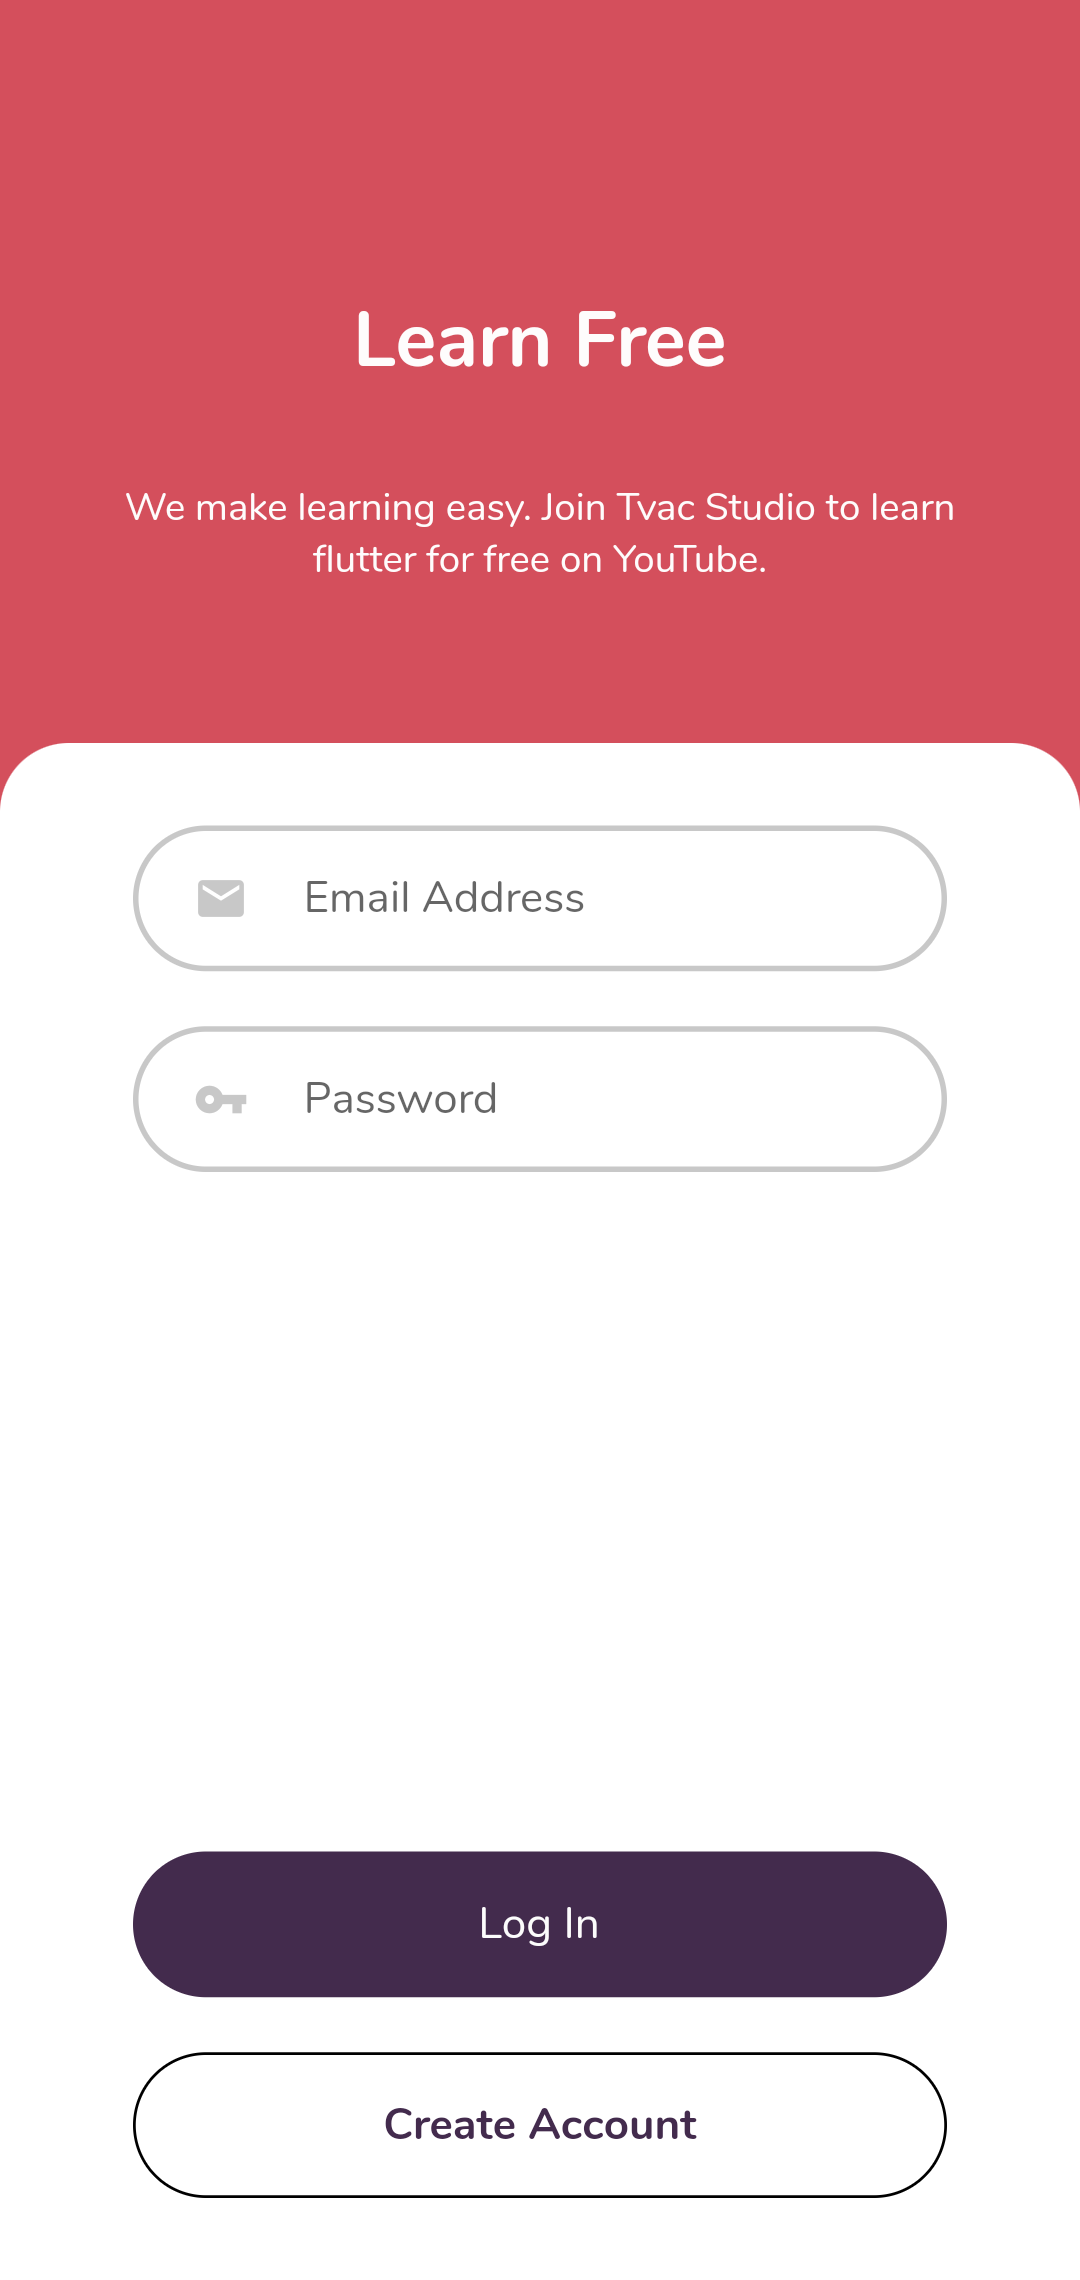 Learn Free
We make learning easy. Join Tvac Studio to learn
flutter for free on YouTube.
Email Address
Password
Log In
Create Account